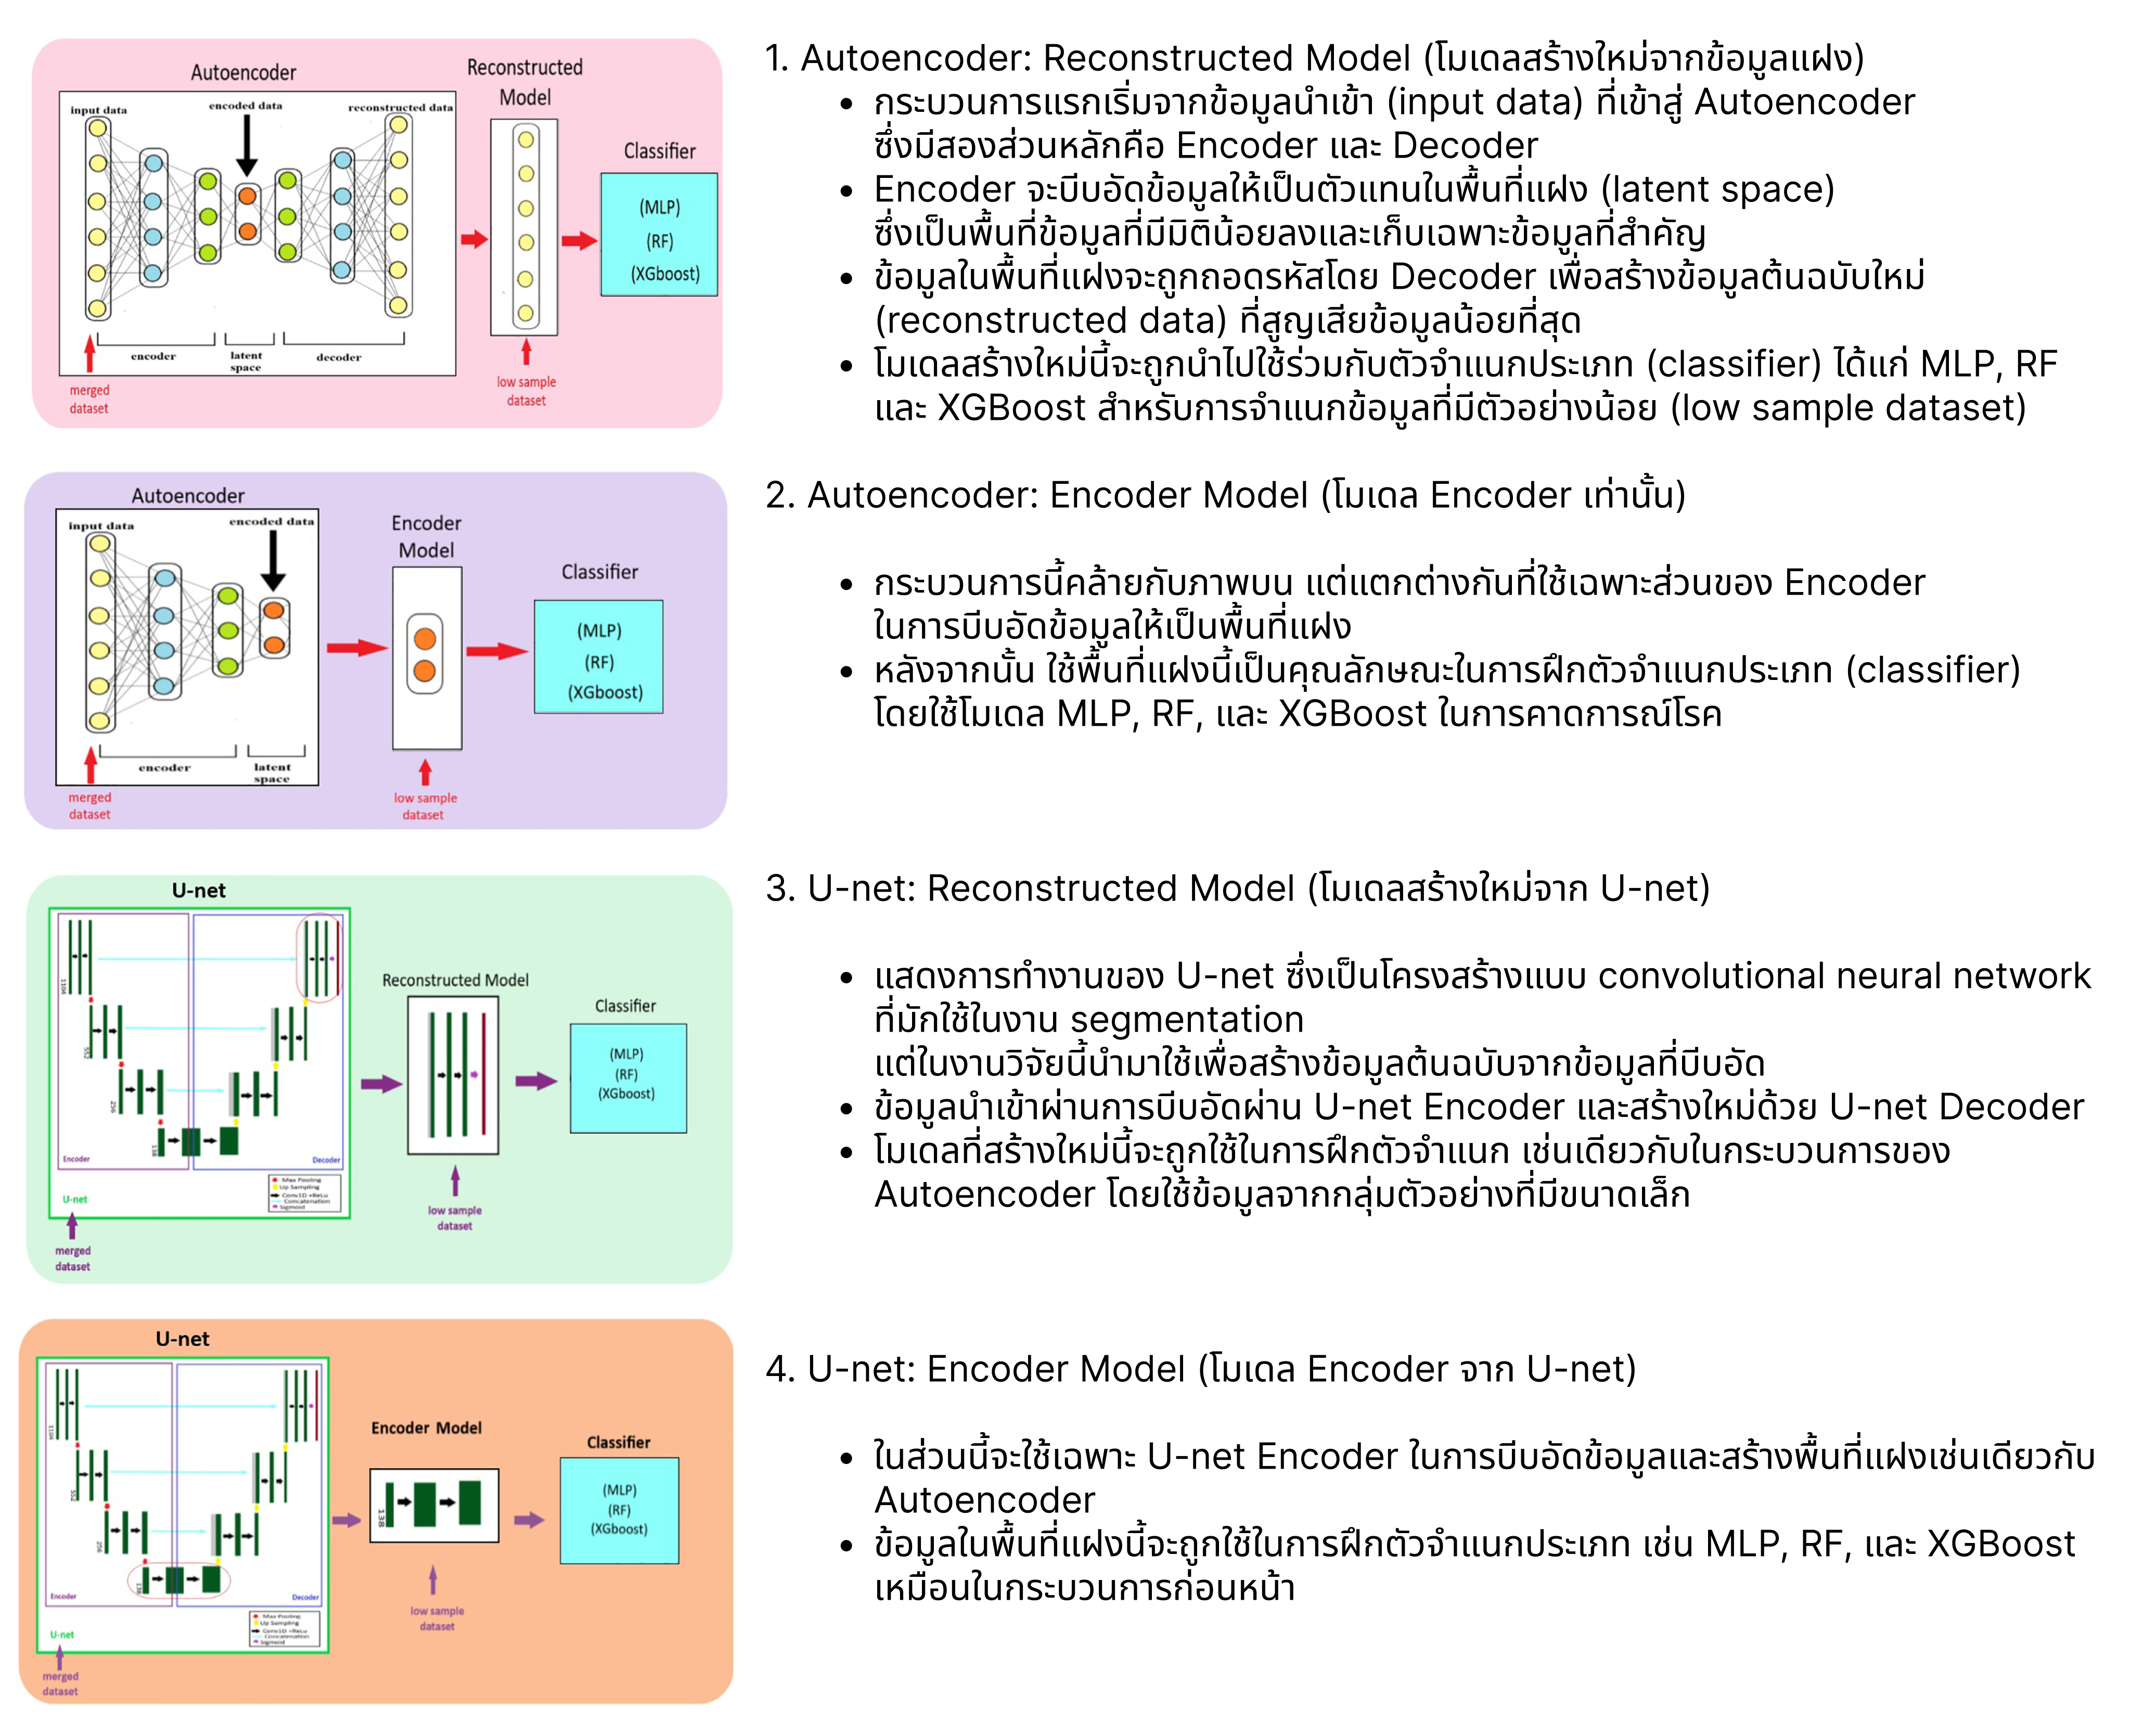 Autoencoder
input data
encoded data
reconstructed data
encoder
latent
space
decoder
merged
dataset
Reconstructed
Model
low sample
dataset
Classifier
(MLP)
(RF)
(XGboost)
1. Autoencoder: Reconstructed Model (โมเดลสร้างใหม่จากข้อมูลแฝง)
• กระบวนการแรกเริ่มจากข้อมูลนำเข้า (input data) ที่เข้าสู่ Autoencoder
ซึ่งมีสองส่วนหลักคือ Encoder และ Decoder
• Encoder จะบีบอัดข้อมูลให้เป็นตัวแทนในพื้นที่แฝง (latent space)
ซึ่งเป็นพื้นที่ข้อมูลที่มีมิติน้อยลงและเก็บเฉพาะข้อมูลที่สำคัญ
• ข้อมูลในพื้นที่แฝงจะถูกถอดรหัสโดย Decoder เพื่อสร้างข้อมูลต้นฉบับใหม่
(reconstructed data) ที่สูญเสียข้อมูลน้อยที่สุด
• โมเดลสร้างใหม่นี้จะถูกนำไปใช้ร่วมกับตัวจำแนกประเภท (classifier) ได้แก่ MLP, RF
และ XGBoost สำหรับการจำแนกข้อมูลที่มีตัวอย่างน้อย (low sample dataset)
Autoencoder
input data
encoded data
encoder
latent
space
merged
dataset
Encoder
Model
low sample
dataset
Classifier
(MLP)
(RF)
(XGboost)
2. Autoencoder: Encoder Model (โมเดล Encoder เท่านั้น)
• กระบวนการนี้คล้ายกับภาพบน แต่แตกต่างกันที่ใช้เฉพาะส่วนของ Encoder
ในการบีบอัดข้อมูลให้เป็นพื้นที่แฝง
• หลังจากนั้น ใช้พื้นที่แฝงนี้เป็นคุณลักษณะในการฝึกตัวจำแนกประเภท (classifier)
โดยใช้โมเดล MLP, RF, และ XGBoost ในการคาดการณ์โรค
U-net
1104
552
256
138
Encoder
Decoder
U-net
Max Pooling
Up Sampling
Conv1D +ReLu
Concatenation
Sigmoid
merged
dataset
Reconstructed Model
low sample
dataset
Classifier
(MLP)
(RF)
(XGboost)
3. U-net: Reconstructed Model (โมเดลสร้างใหม่จาก U-net)
• แสดงการทำงานของ U-net ซึ่งเป็นโครงสร้างแบบ convolutional neural network
ที่มักใช้ในงาน segmentation
แต่ในงานวิจัยนี้นำมาใช้เพื่อสร้างข้อมูลต้นฉบับจากข้อมูลที่บีบอัด
• ข้อมูลนำเข้าผ่านการบีบอัดผ่าน U-net Encoder และสร้างใหม่ด้วย U-net Decoder
• โมเดลที่สร้างใหม่นี้จะถูกใช้ในการฝึกตัวจำแนก เช่นเดียวกับในกระบวนการของ
Autoencoder โดยใช้ข้อมูลจากกลุ่มตัวอย่างที่มีขนาดเล็ก
U-net
1104
552
256
Encoder
Decoder
U-net
Max Pooling
Up Sampling
Conv1D +ReLu
Concatenation
Sigmoid
merged
dataset
Encoder Model
138
low sample
dataset
Classifier
(MLP)
(RF)
(XGboost)
4. U-net: Encoder Model (โมเดล Encoder จาก U-net)
• ในส่วนนี้จะใช้เฉพาะ U-net Encoder ในการบีบอัดข้อมูลและสร้างพื้นที่แฝงเช่นเดียวกับ
Autoencoder
• ข้อมูลในพื้นที่แฝงนี้จะถูกใช้ในการฝึกตัวจำแนกประเภท เช่น MLP, RF, และ XGBoost
เหมือนในกระบวนการก่อนหน้า